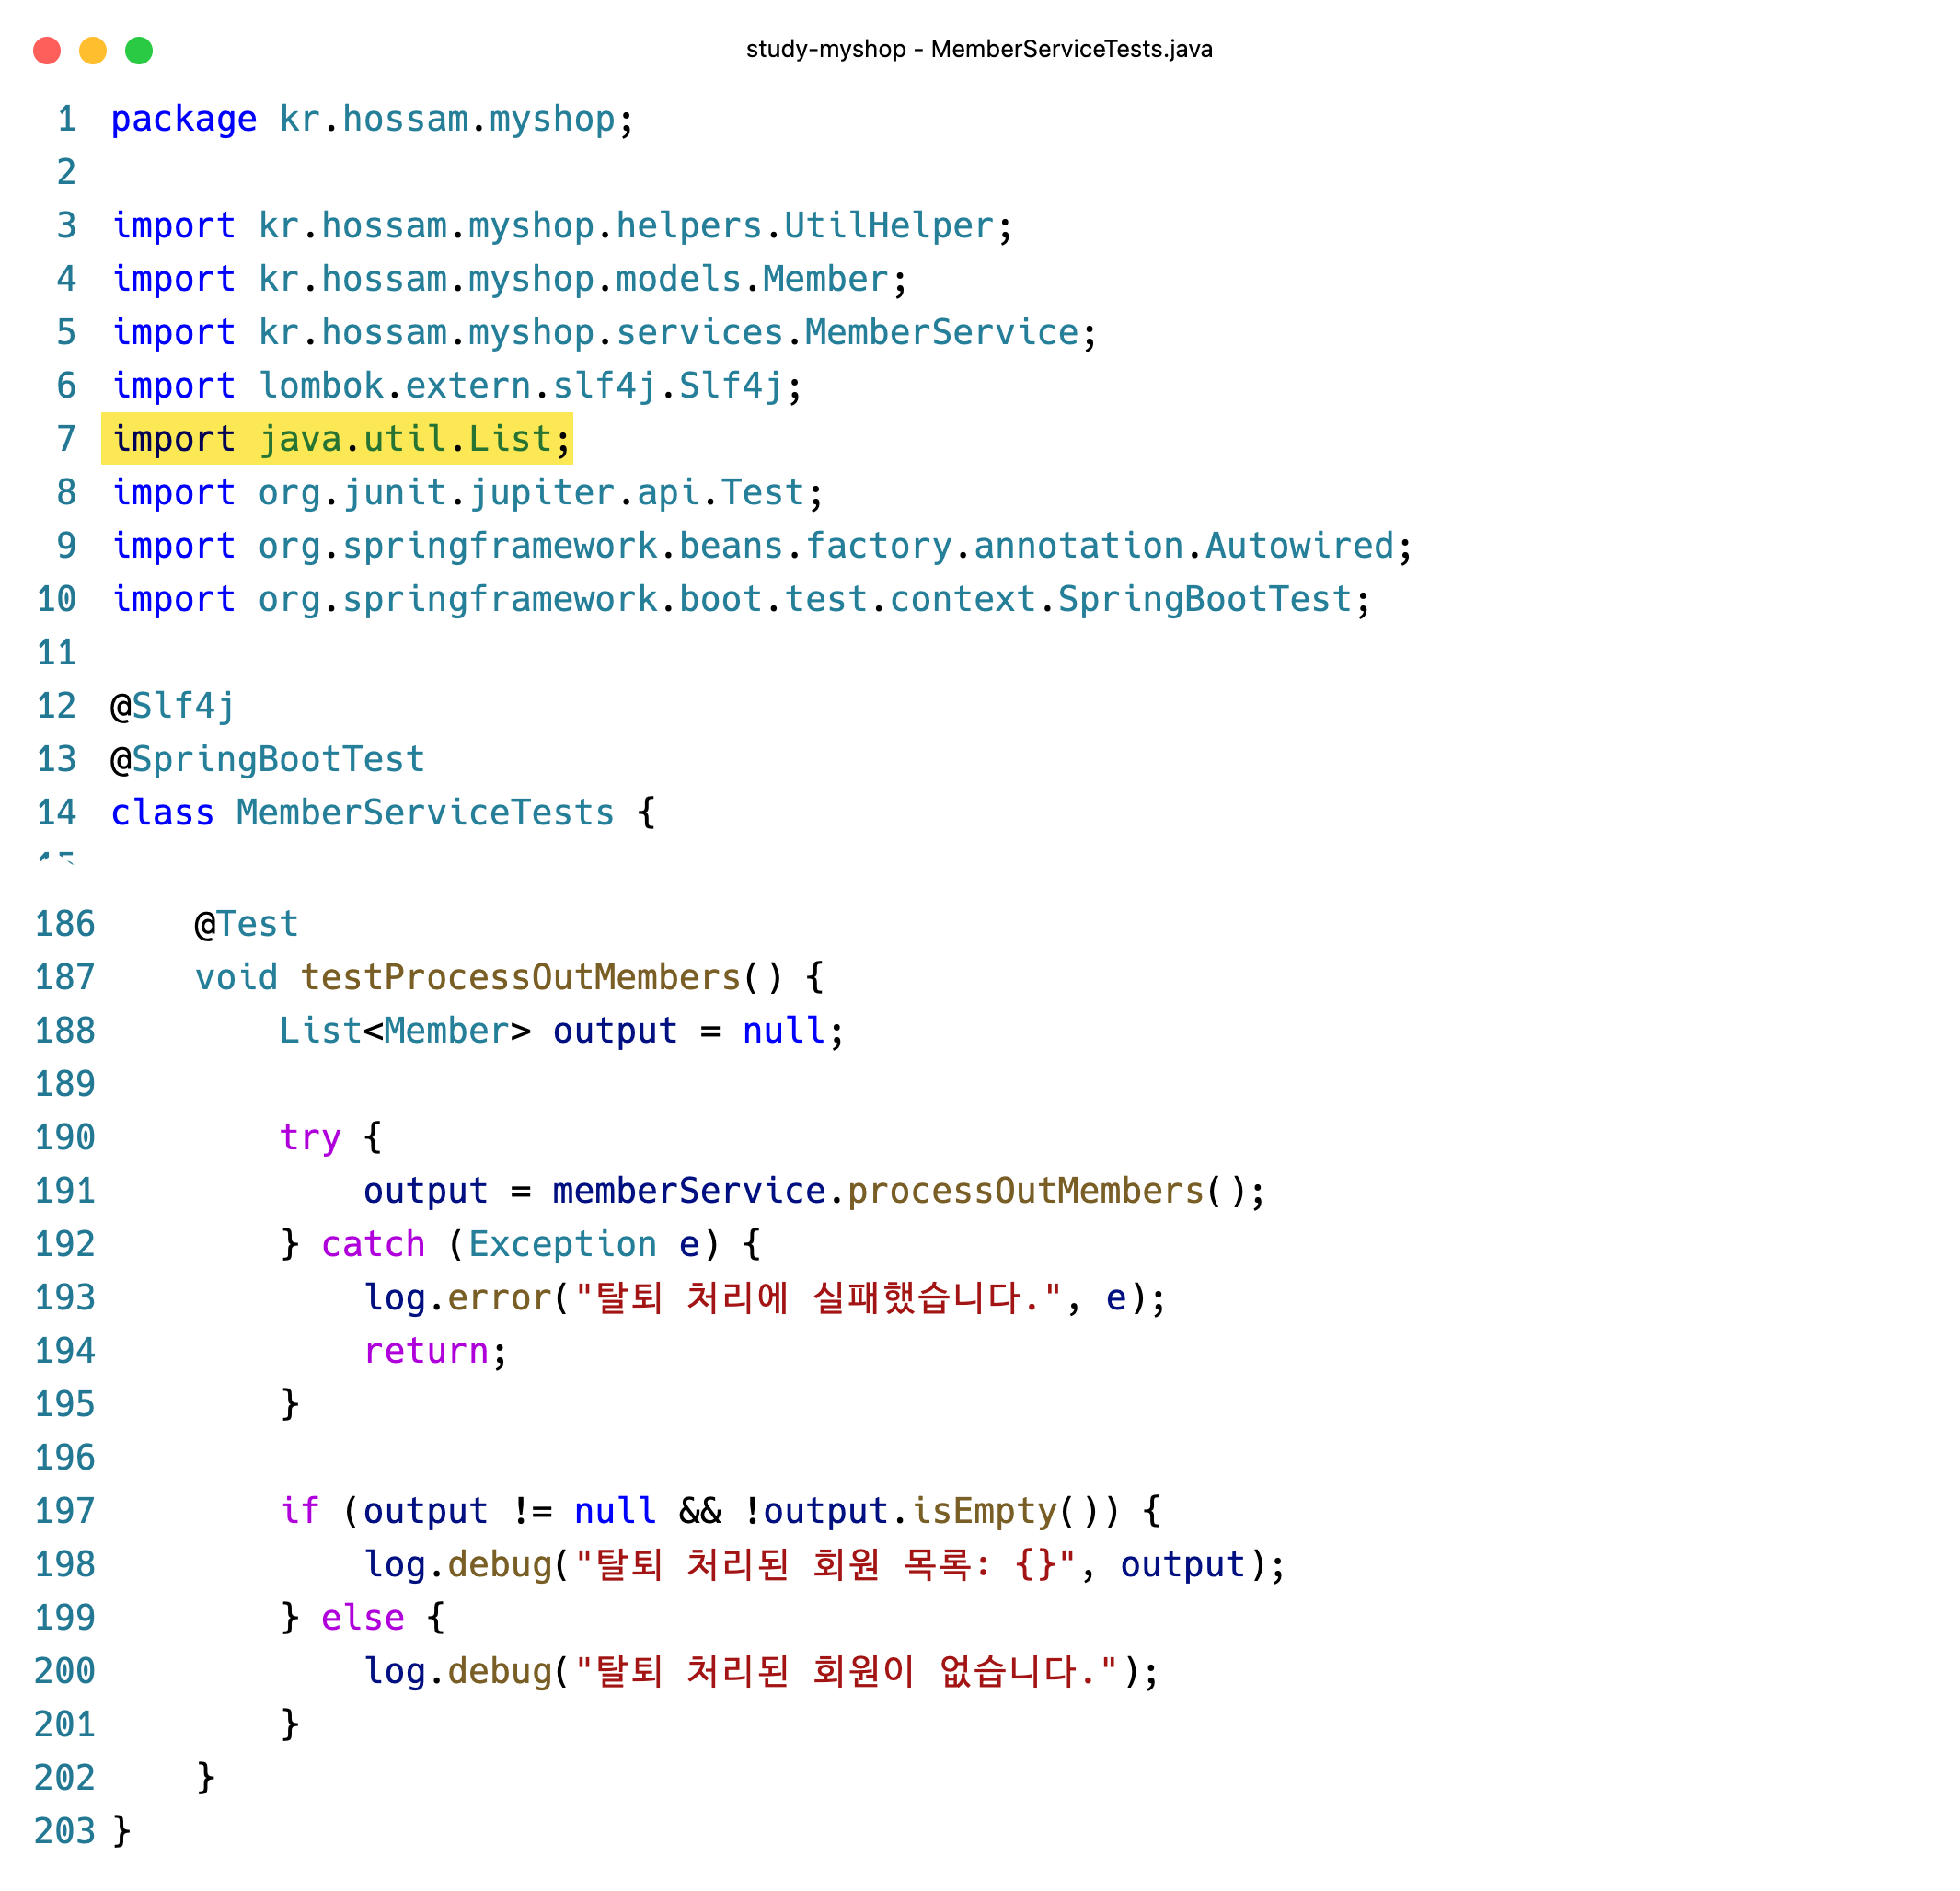 study-myshop - MemberServiceTests.java
1 package kr.hossam.myshop;
2
3 import kr.hossam.myshop.helpers.UtilHelper;
4 import kr.hossam.myshop.models.Member;
5 import kr.hossam.myshop.services.MemberService;
6 import lombok.extern.slf4j.Slf4j;
7 import java.util.List;
8 import org.junit.jupiter.api.Test;
9 import org.springframework.beans.factory.annotation.Autowired;
10 import org.springframework.boot.test.context.SpringBootTest;
11
12 @Slf4j
13 @SpringBootTest
14 class MemberServiceTests {
186     @Test
187     void testProcessOutMembers() {
188         List<Member> output = null;
189
190         try {
191             output = memberService.processOutMembers();
192         } catch (Exception e) {
193             log.error("탈퇴 처리에 실패했습니다.", e);
194             return;
195         }
196
197         if (output != null && !output.isEmpty()) {
198             log.debug("탈퇴 처리된 회원 목록: {}", output);
199         } else {
200             log.debug("탈퇴 처리된 회원이 없습니다.");
201         }
202     }
203 }